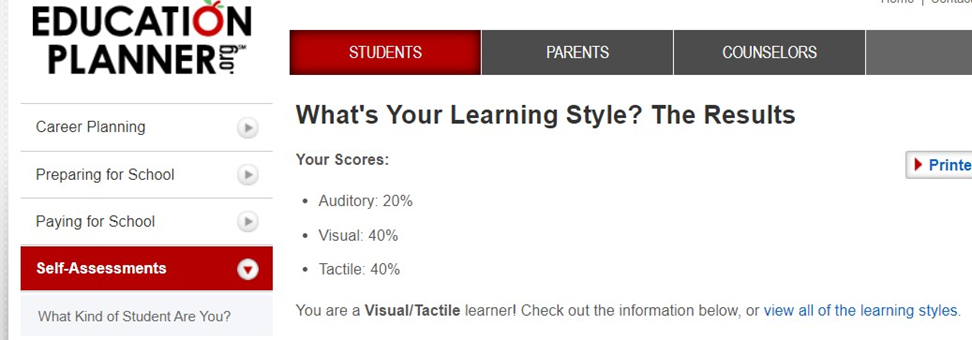 Home | Contact
EDUCATION
PLANNER.org℠
STUDENTS
PARENTS
COUNSELORS
Career Planning
Preparing for School
Paying for School
Self-Assessments
What Kind of Student Are You?
What's Your Learning Style? The Results
Printe
Your Scores:
• Auditory: 20%
• Visual: 40%
• Tactile: 40%
You are a Visual/Tactile learner! Check out the information below, or view all of the learning styles.